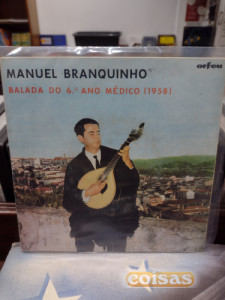 orfeu
MANUEL BRANQUINHO
BALADA DO 6.º ANO MÉDICO (1958)
coisas